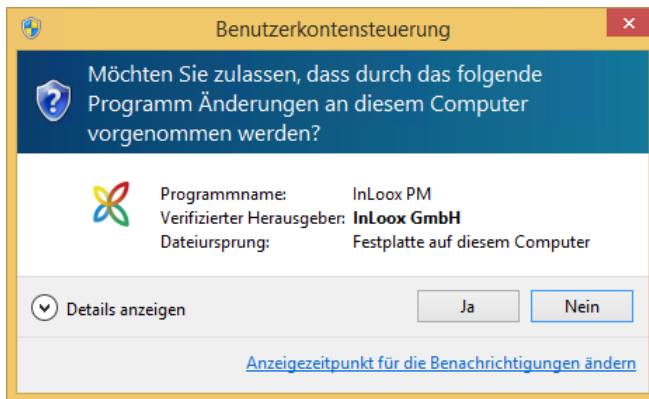 Benutzerkontensteuerung
Möchten Sie zulassen, dass durch das folgende
Programm Änderungen an diesem Computer
vorgenommen werden?
Programmname: InLoox PM
Verifizierter Herausgeber: InLoox GmbH
Dateiursprung: Festplatte auf diesem Computer
Details anzeigen Ja Nein
Anzeigezeitpunkt für die Benachrichtigungen ändern